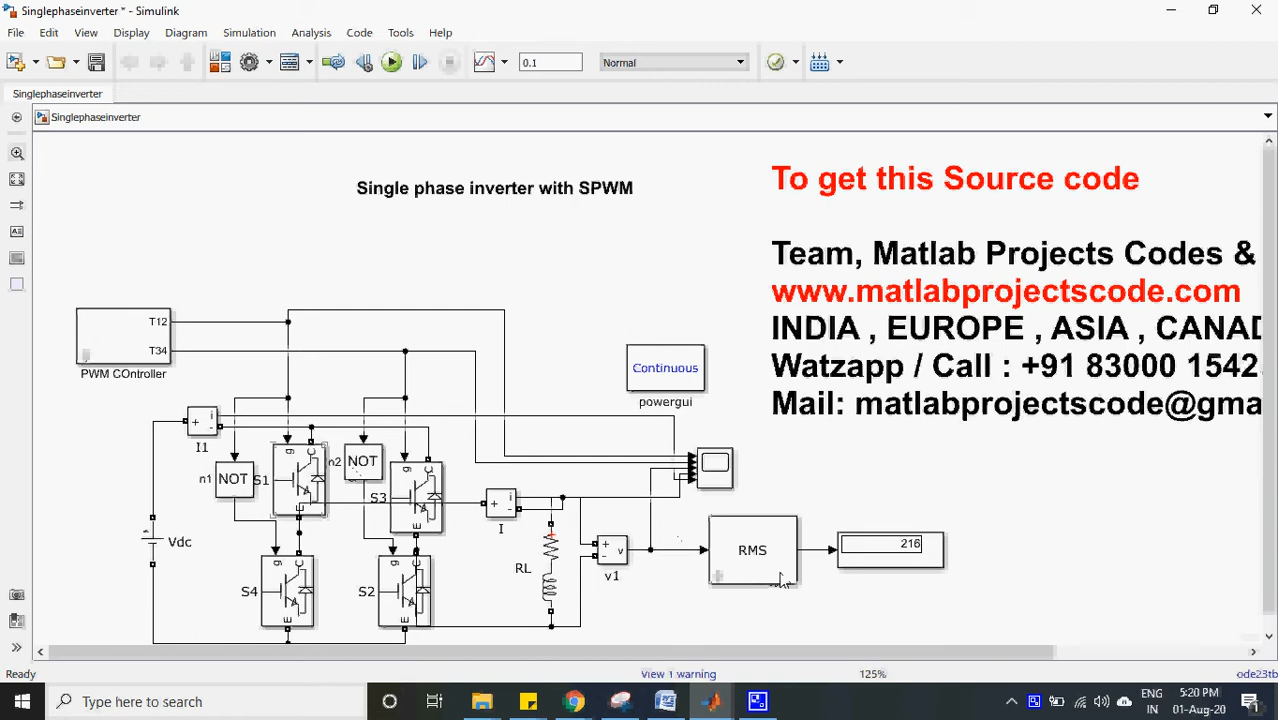 Singlephaseinverter * - Simulink
File Edit View Display Diagram Simulation Analysis Code Tools Help
0.1
Normal
Singlephaseinverter
Singlephaseinverter
Single phase inverter with SPWM
To get this Source code
Team, Matlab Projects Codes &
www.matlabprojectscode.com
INDIA , EUROPE , ASIA , CANAD
Watzapp / Call : +91 83000 1542
Mail: matlabprojectscode@gma
T12
T34
PWM COntroller
Continuous
powergui
i
+
-
I1
n1
NOT
S1
g
C
E
n2
NOT
S3
g
C
E
i
+
-
I
Vdc
S4
g
C
E
S2
g
C
E
RL
+
-
v
v1
RMS
216
Ready
View 1 warning
125%
ode23tb
Type here to search
ENG
IN
5:20 PM
01-Aug-20